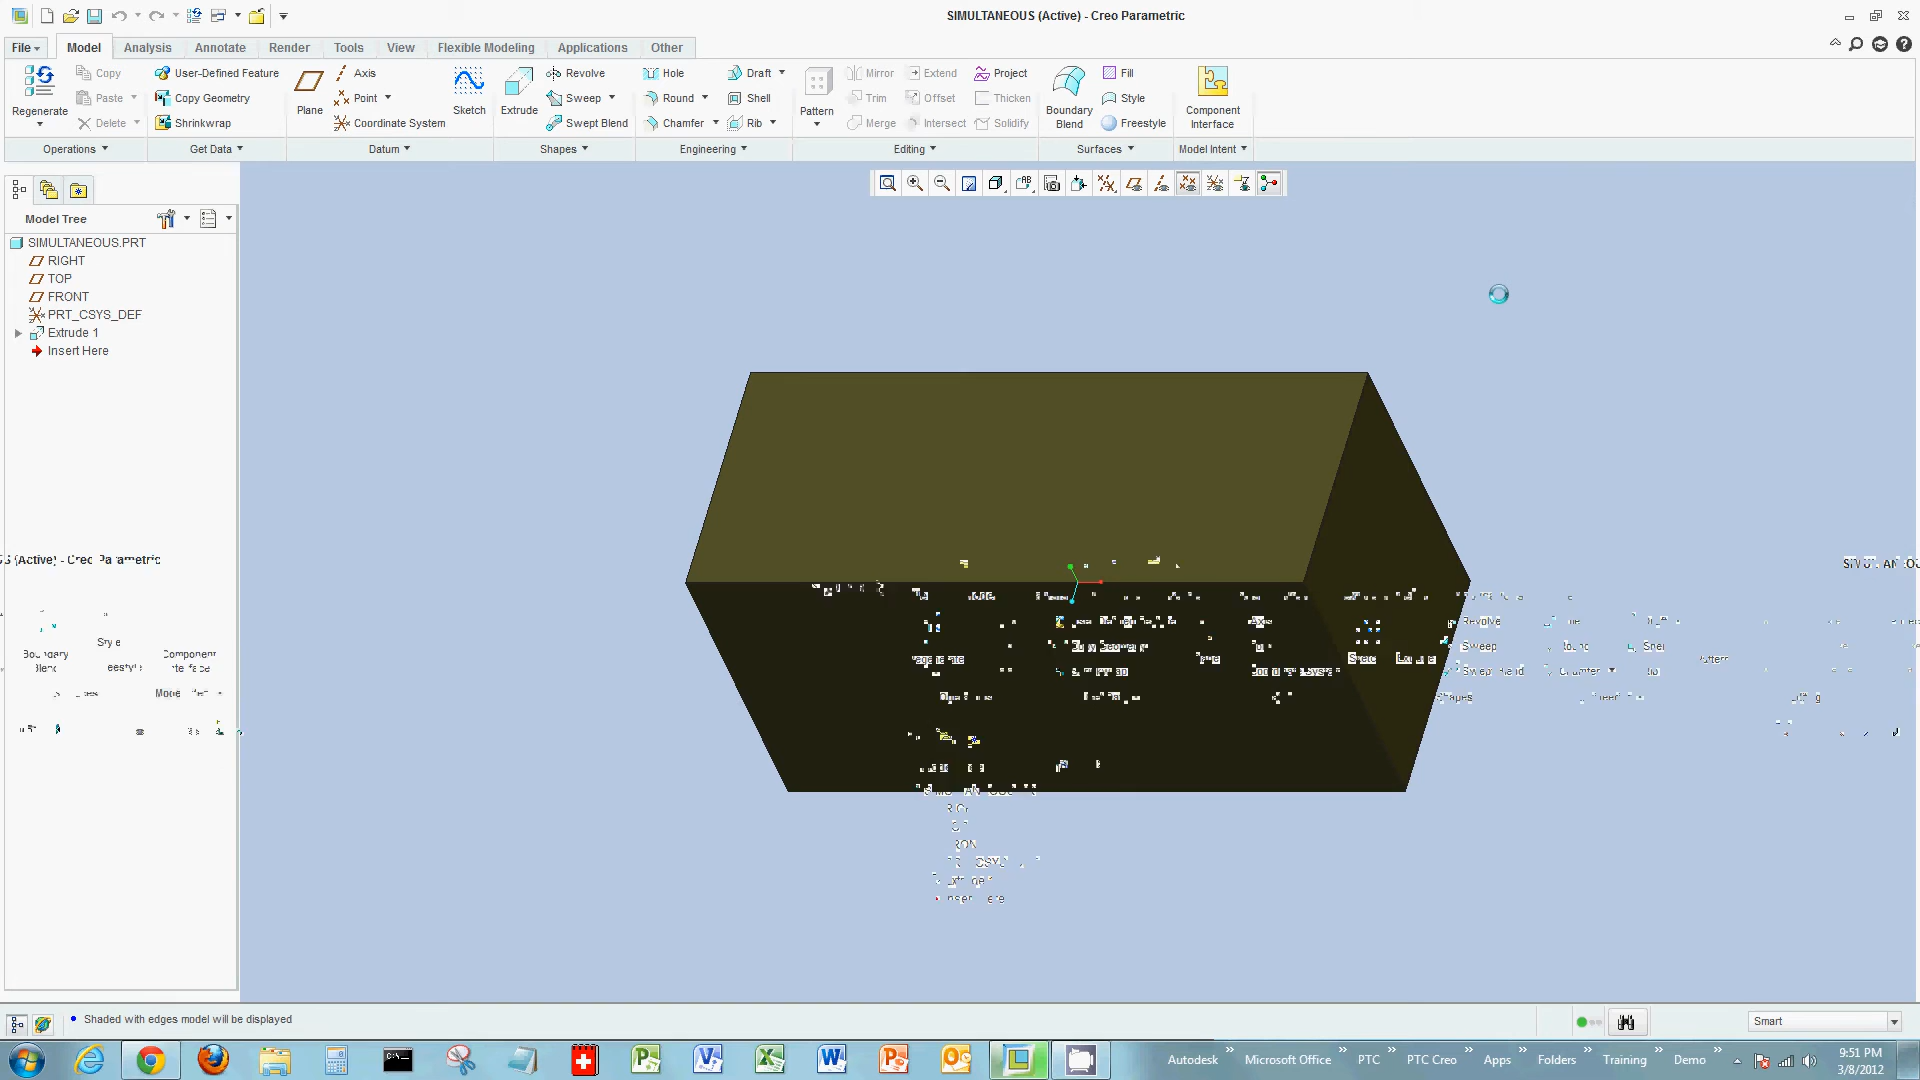 SIMULTANEOUS (Active) - Creo Parametric
File Model Analysis Annotate Render Tools View Flexible Modeling Applications Other
Copy User-Defined Feature Axis Revolve Hole Draft Mirror Extend Project Fill
Paste Copy Geometry Point Sweep Round Shell Trim Offset Thicken Style
Regenerate Plane Sketch Extrude Pattern Boundary Blend Component Interface
Delete Shrinkwrap Coordinate System Swept Blend Chamfer Rib Merge Intersect Solidify Freestyle
Operations Get Data Datum Shapes Engineering Editing Surfaces Model Intent
Model Tree
SIMULTANEOUS.PRT
RIGHT
TOP
FRONT
PRT_CSYS_DEF
Extrude 1
Insert Here
(Active) - Creo Parametric
Revolve
Sweep
Shaded with edges model will be displayed
Smart
Autodesk Microsoft Office PTC PTC Creo Apps Folders Training Demo
9:51 PM
3/8/2012